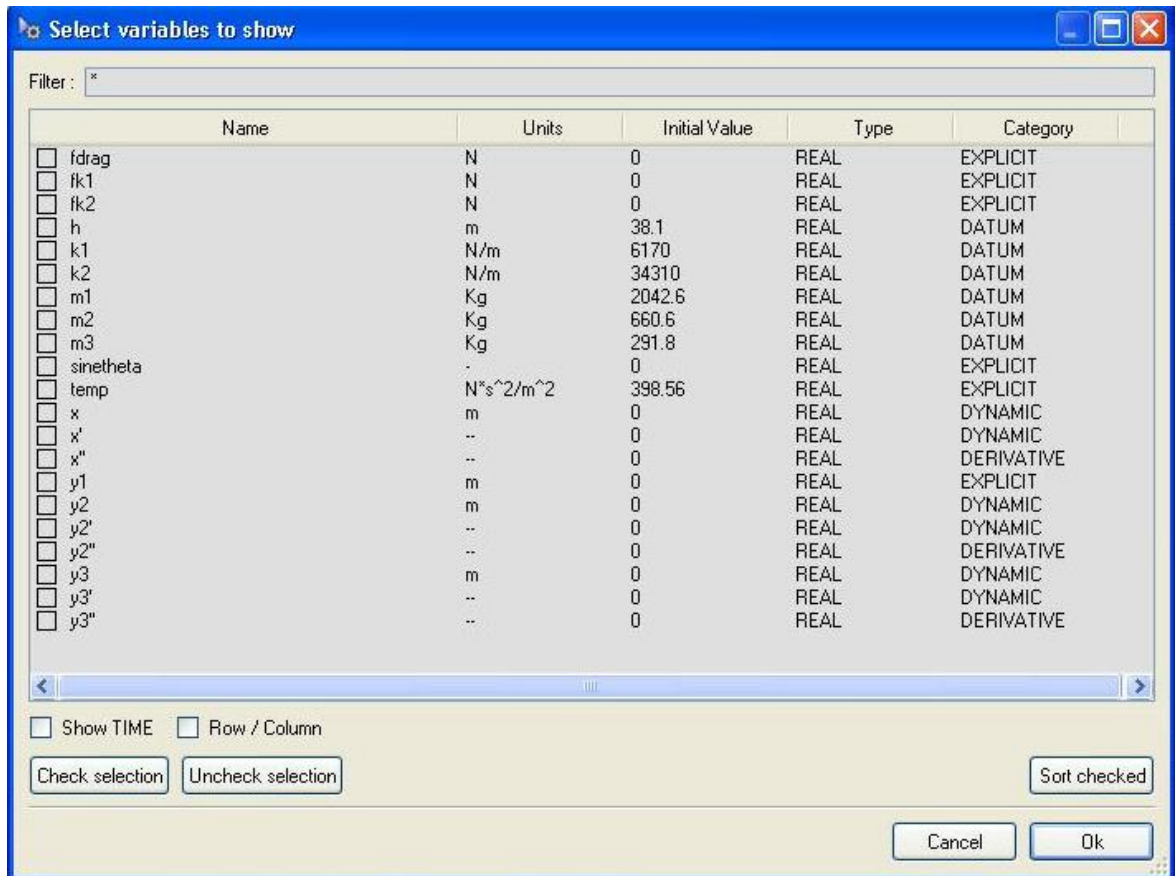 Select variables to show
Filter : *
Name Units Initial Value Type Category
fdrag N 0 REAL EXPLICIT
fk1 N 0 REAL EXPLICIT
fk2 N 0 REAL EXPLICIT
h m 38.1 REAL DATUM
k1 N/m 6170 REAL DATUM
k2 N/m 34310 REAL DATUM
m1 Kg 2042.6 REAL DATUM
m2 Kg 660.6 REAL DATUM
m3 Kg 291.8 REAL DATUM
sinetheta - 0 REAL EXPLICIT
temp N*s^2/m^2 398.56 REAL EXPLICIT
x m 0 REAL DYNAMIC
x' -- 0 REAL DYNAMIC
x'' -- 0 REAL DERIVATIVE
y1 m 0 REAL EXPLICIT
y2 m 0 REAL DYNAMIC
y2' -- 0 REAL DYNAMIC
y2'' -- 0 REAL DERIVATIVE
y3 m 0 REAL DYNAMIC
y3' -- 0 REAL DYNAMIC
y3'' -- 0 REAL DERIVATIVE
Show TIME Row / Column
Check selection Uncheck selection Sort checked
Cancel Ok